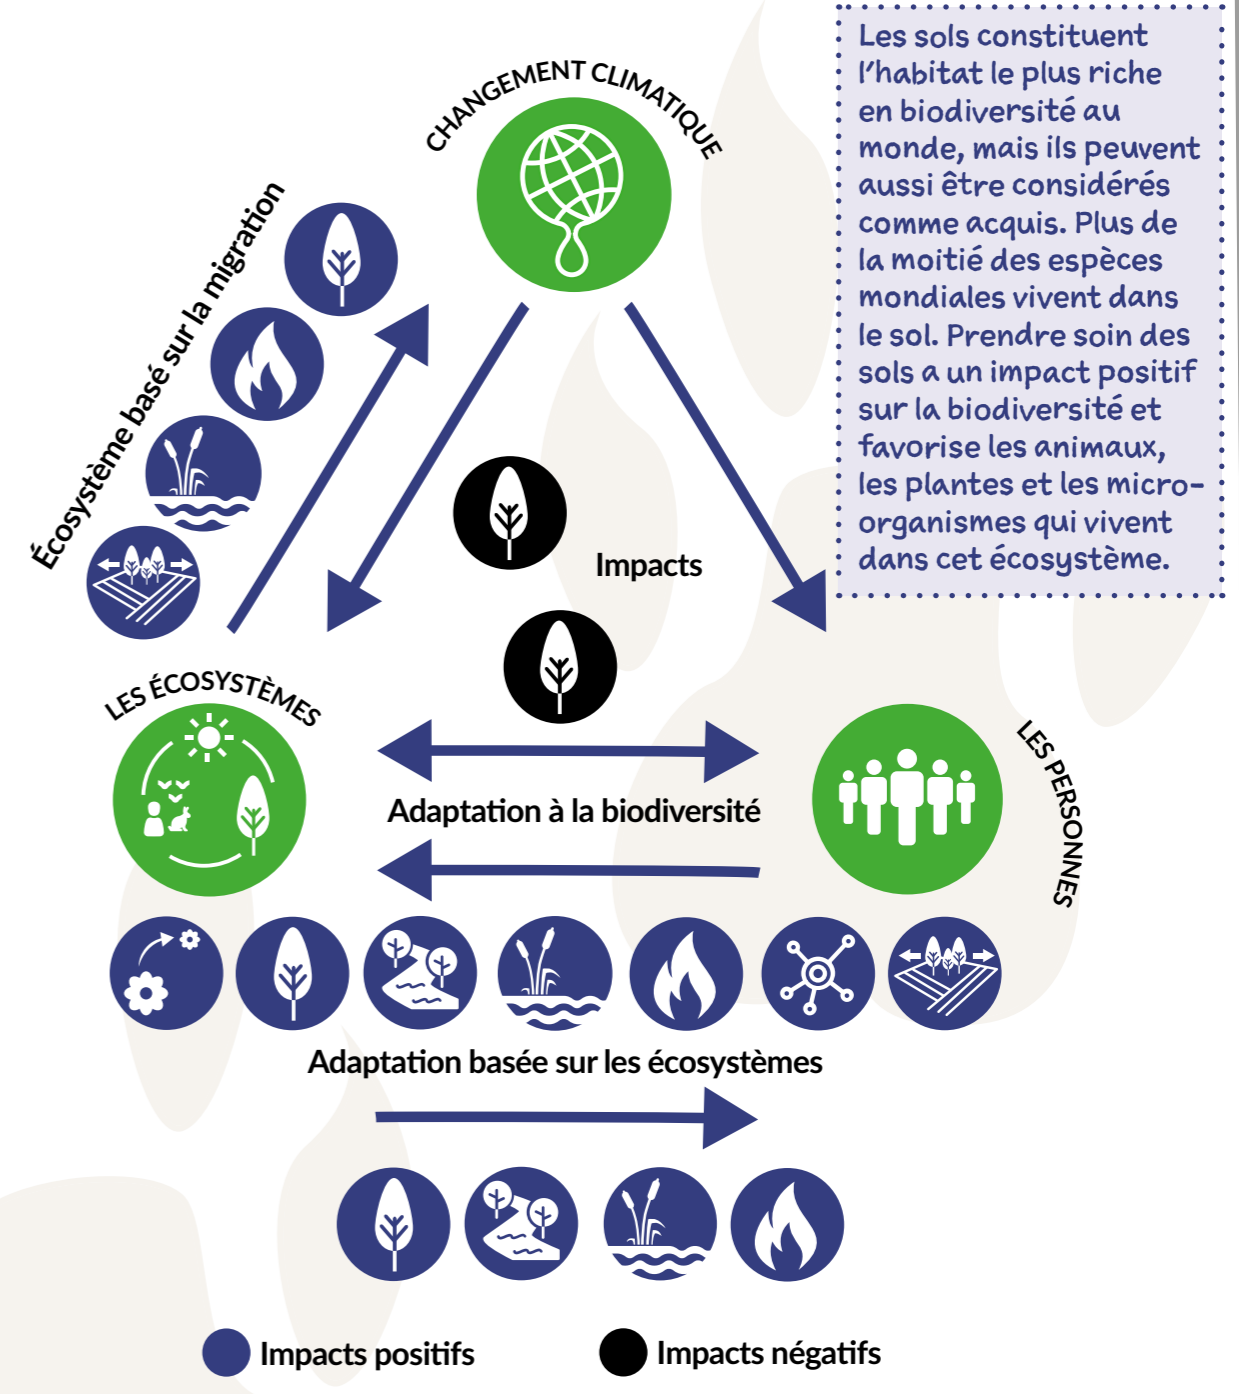 CHANGEMENT CLIMATIQUE
Les sols constituent
l'habitat le plus riche
en biodiversité au
monde, mais ils peuvent
aussi être considérés
comme acquis. Plus de
la moitié des espèces
mondiales vivent dans
le sol. Prendre soin des
sols a un impact positif
sur la biodiversité et
favorise les animaux,
les plantes et les micro-
organismes qui vivent
dans cet écosystème.
Écosystème basé sur la migration
Impacts
LES ÉCOSYSTÈMES
LES PERSONNES
Adaptation à la biodiversité
Adaptation basée sur les écosystèmes
Impacts positifs
Impacts négatifs